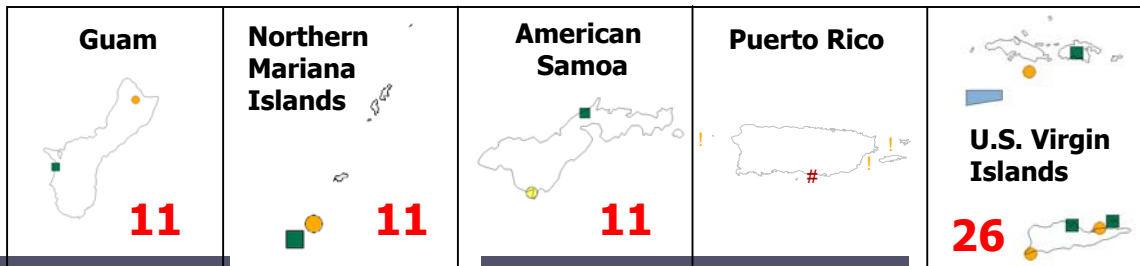 Guam
11
Northern
Mariana
Islands
11
American
Samoa
11
Puerto Rico
!
!
!
#
U.S. Virgin
Islands
26